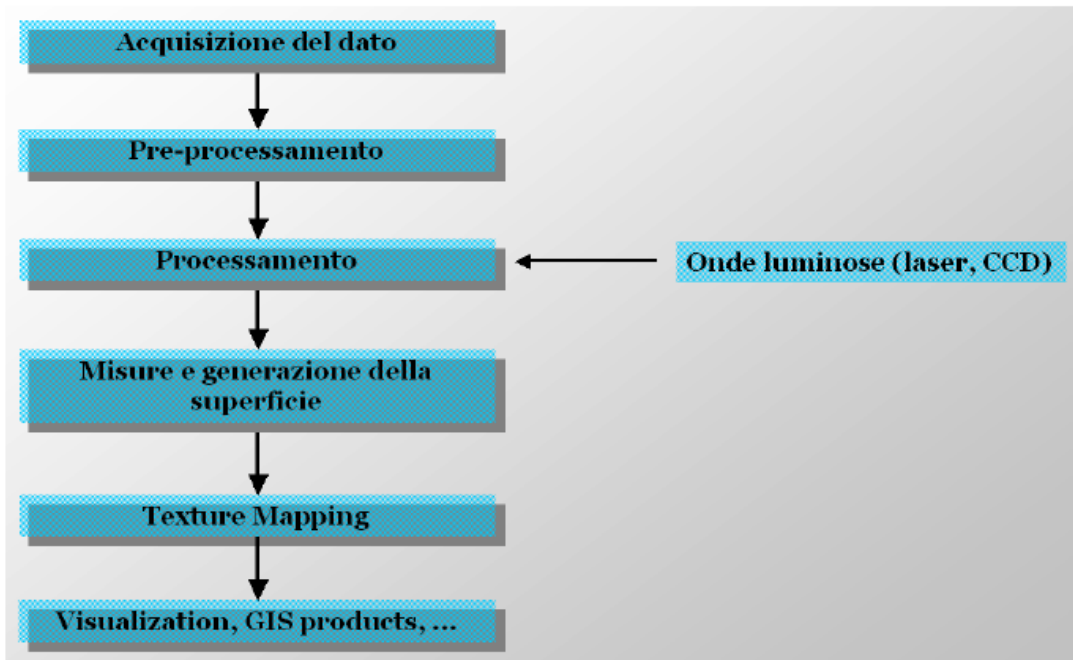 Acquisizione del dato
Pre-processamento
Processamento
Onde luminose (laser, CCD)
Misure e generazione della
superficie
Texture Mapping
Visualization, GIS products, ...